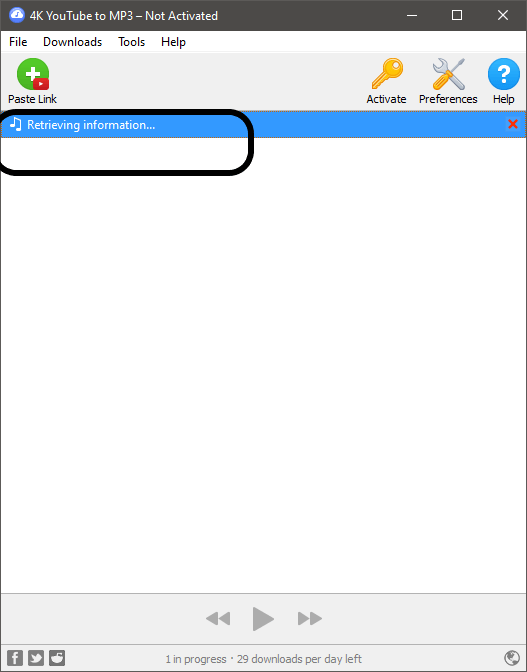 4K YouTube to MP3 – Not Activated
File Downloads Tools Help
Paste Link Activate Preferences Help
Retrieving information...
1 in progress · 29 downloads per day left